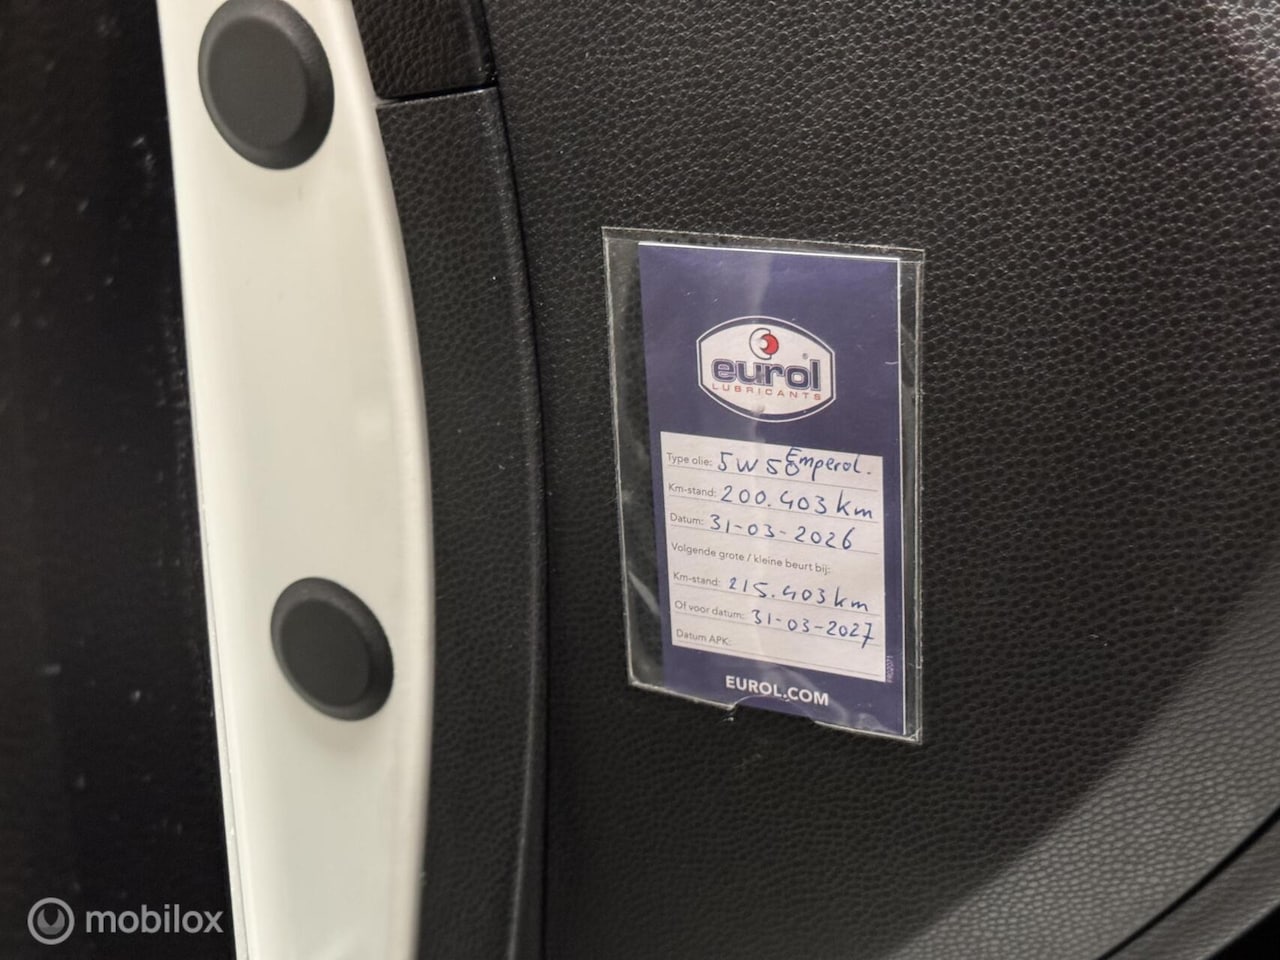 eurol®
LUBRICANTS
Type olie: 5W50 Emperol.
Km-stand: 200.403 km
Datum: 31-03-2026
Volgende grote / kleine beurt bij:
Km-stand: 215.403 km
Of voor datum: 31-03-2027
Datum APK:
EUROL.COM
mobilox